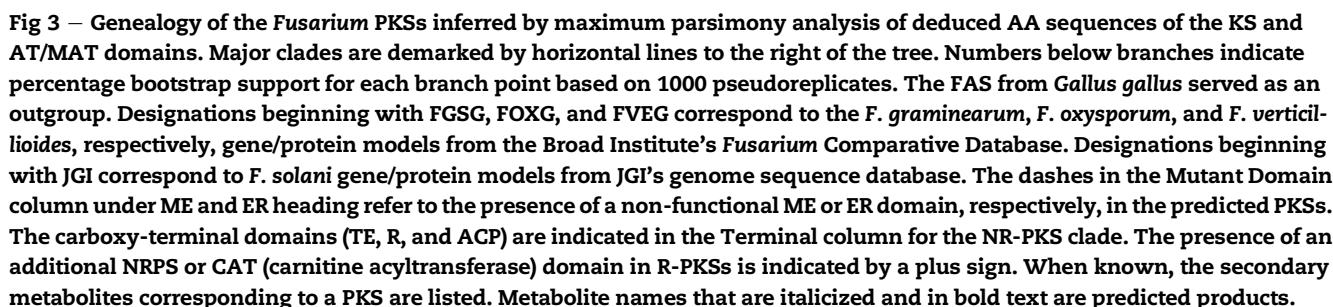 Fig 3 – Genealogy of the Fusarium PKSs inferred by maximum parsimony analysis of deduced AA sequences of the KS and
AT/MAT domains. Major clades are demarked by horizontal lines to the right of the tree. Numbers below branches indicate
percentage bootstrap support for each branch point based on 1000 pseudoreplicates. The FAS from Gallus gallus served as an
outgroup. Designations beginning with FGSG, FOXG, and FVEG correspond to the F. graminearum, F. oxysporum, and F. verticil-
lioides, respectively, gene/protein models from the Broad Institute's Fusarium Comparative Database. Designations beginning
with JGI correspond to F. solani gene/protein models from JGI's genome sequence database. The dashes in the Mutant Domain
column under ME and ER heading refer to the presence of a non-functional ME or ER domain, respectively, in the predicted PKSs.
The carboxy-terminal domains (TE, R, and ACP) are indicated in the Terminal column for the NR-PKS clade. The presence of an
additional NRPS or CAT (carnitine acyltransferase) domain in R-PKSs is indicated by a plus sign. When known, the secondary
metabolites corresponding to a PKS are listed. Metabolite names that are italicized and in bold text are predicted products.